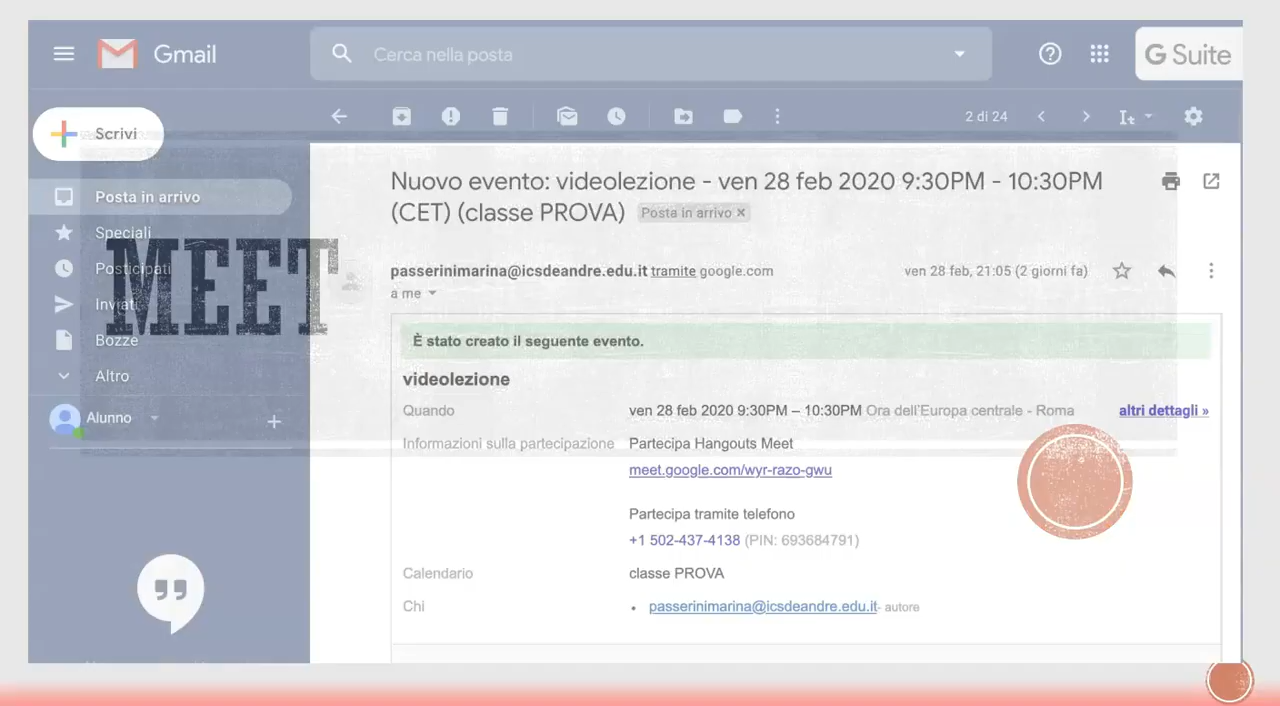 Gmail
Cerca nella posta
G Suite
Scrivi
2 di 24
Posta in arrivo
Speciali
Posticipati
Inviati
Bozze
Altro
Alunno
MEET
Nuovo evento: videolezione - ven 28 feb 2020 9:30PM - 10:30PM
(CET) (classe PROVA) Posta in arrivo ×
passerinimarina@icsdeandre.edu.it tramite google.com
ven 28 feb, 21:05 (2 giorni fa)
a me
È stato creato il seguente evento.
videolezione
Quando ven 28 feb 2020 9:30PM – 10:30PM Ora dell'Europa centrale - Roma altri dettagli »
Informazioni sulla partecipazione Partecipa Hangouts Meet
meet.google.com/wyr-razo-gwu
Partecipa tramite telefono
+1 502-437-4138 (PIN: 693684791)
Calendario classe PROVA
Chi • passerinimarina@icsdeandre.edu.it- autore